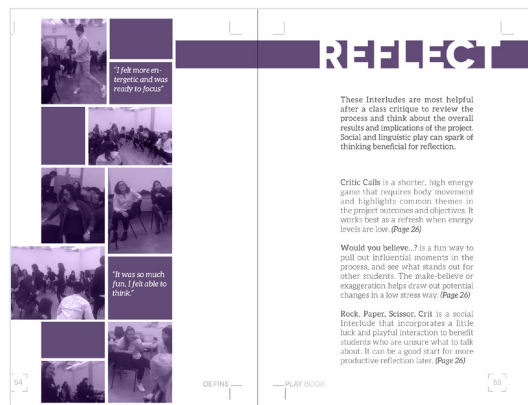 "I felt more en-
tergetic and was
ready to focus"
"It was so much
fun, I felt able to
think."
54
DEFINE
REFLECT
These Interludes are most helpful
after a class critique to review the
process and think about the overall
results and implications of the project.
Social and linguistic play can spark of
thinking beneficial for reflection.
Critic Calls is a shorter, high energy
game that requires body movement
and highlights common themes in
the project outcomes and objectives. It
works best as a refresh when energy
levels are low. (Page 26)
Would you believe...? is a fun way to
pull out influential moments in the
process, and see what stands out for
other students. The make-believe or
exaggeration helps draw out potential
changes in a low stress way. (Page 26)
Rock, Paper, Scissor, Crit is a social
Interlude that incorporates a little
luck and playful interaction to benefit
students who are unsure what to talk
about. It can be a good start for more
productive reflection later. (Page 26)
PLAY BOOK
55